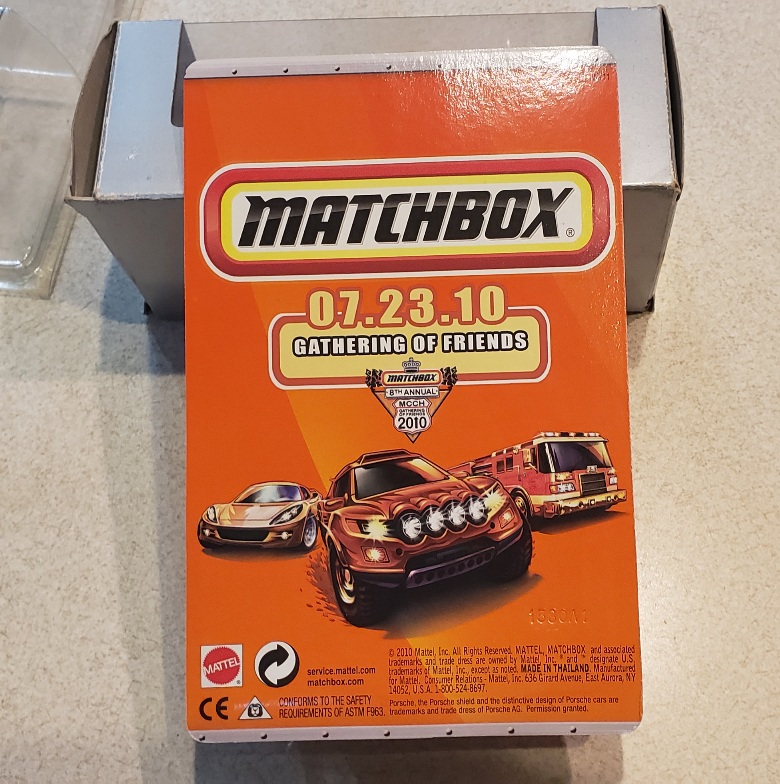 MATCHBOX®
07.23.10
GATHERING OF FRIENDS
MATCHBOX
8TH ANNUAL
MCCH
GATHERING
OF FRIENDS
2010
MATTEL
service.mattel.com
matchbox.com
© 2010 Mattel, Inc. All Rights Reserved. MATTEL, MATCHBOX and associated
trademarks and trade dress are owned by Mattel, Inc. ® and ™ designate U.S.
trademarks of Mattel, Inc., except as noted. MADE IN THAILAND. Manufactured
for Mattel. Consumer Relations - Mattel, Inc. 636 Girard Avenue, East Aurora, NY
14052, U.S.A. 1-800-524-8697.
CE
CONFORMS TO THE SAFETY
REQUIREMENTS OF ASTM F963.
Porsche, the Porsche shield and the distinctive design of Porsche cars are
trademarks and trade dress of Porsche AG. Permission granted.